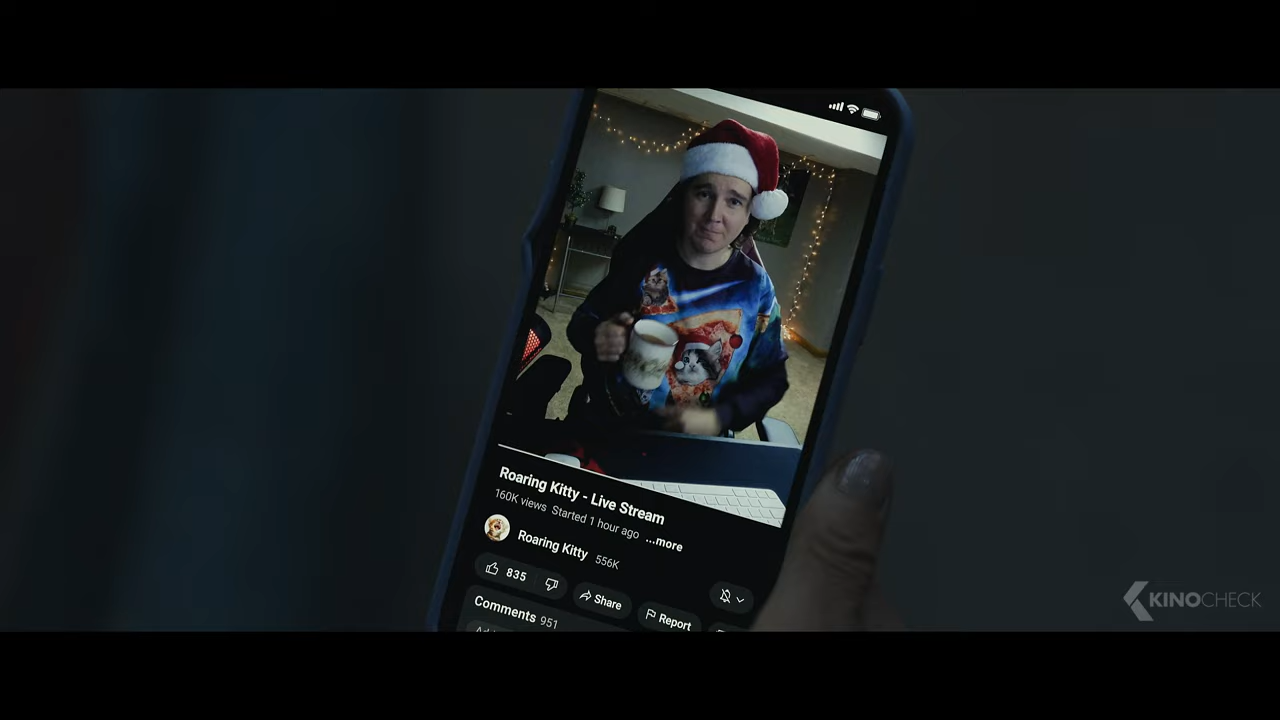 Roaring Kitty - Live Stream
160K views Started 1 hour ago ...more
Roaring Kitty 556K
835
Share
Report
Comments 951
KINOCHECK